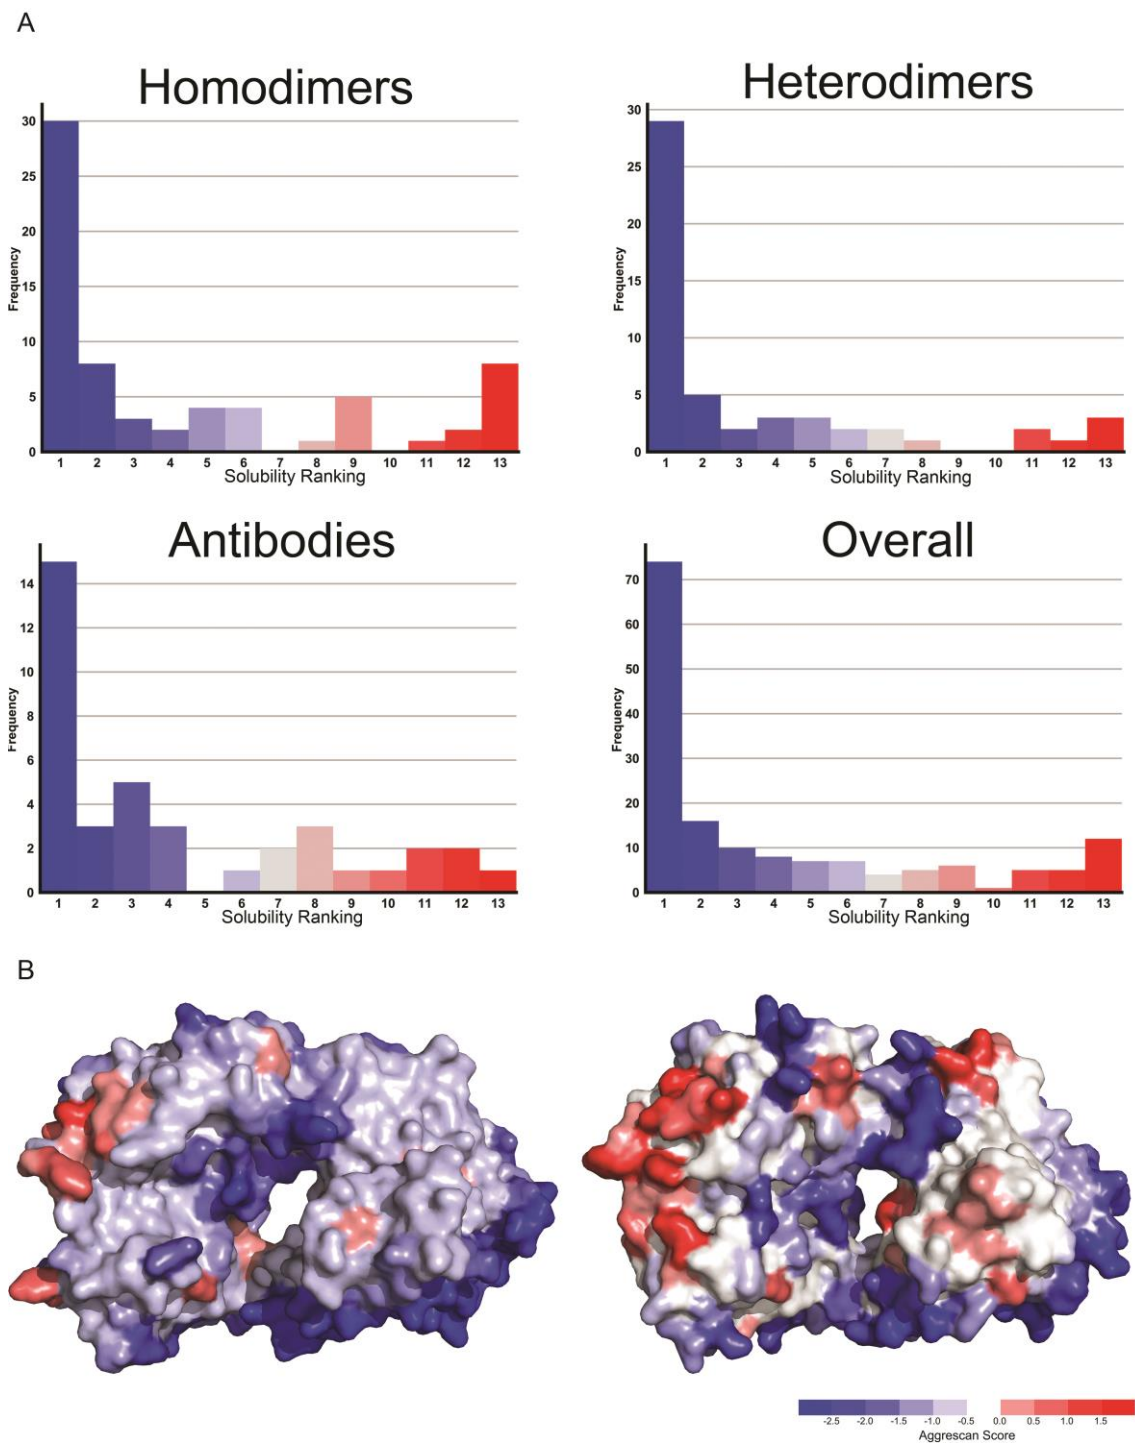 A
Homodimers
30
25
20
15
10
5
0
Frequency
1 2 3 4 5 6 7 8 9 10 11 12 13
Solubility Ranking
Heterodimers
30
25
20
15
10
5
0
Frequency
1 2 3 4 5 6 7 8 9 10 11 12 13
Solubility Ranking
Antibodies
14
12
10
8
6
4
2
0
Frequency
1 2 3 4 5 6 7 8 9 10 11 12 13
Solubility Ranking
Overall
70
60
50
40
30
20
10
0
Frequency
1 2 3 4 5 6 7 8 9 10 11 12 13
Solubility Ranking
B
-2.5 -2.0 -1.5 -1.0 -0.5 0.0 0.5 1.0 1.5
Aggrescan Score